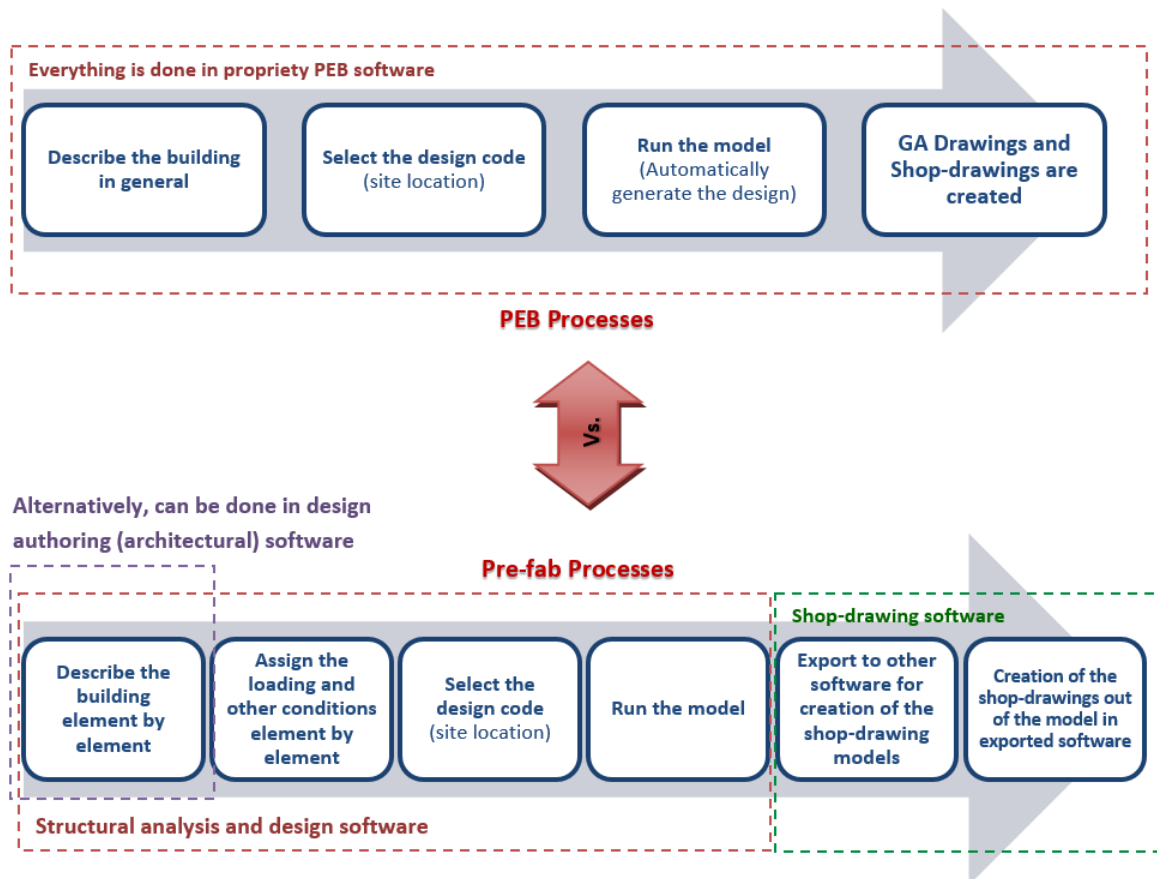 Everything is done in propriety PEB software
Describe the building
in general
Select the design code
(site location)
Run the model
(Automatically
generate the design)
GA Drawings and
Shop-drawings are
created
PEB Processes
Vs.
Alternatively, can be done in design
authoring (architectural) software
Pre-fab Processes
Shop-drawing software
Describe the
building
element by
element
Assign the
loading and
other conditions
element by
element
Select the
design code
(site location)
Run the model
Export to other
software for
creation of the
shop-drawing
models
Creation of the
shop-drawings out
of the model in
exported software
Structural analysis and design software